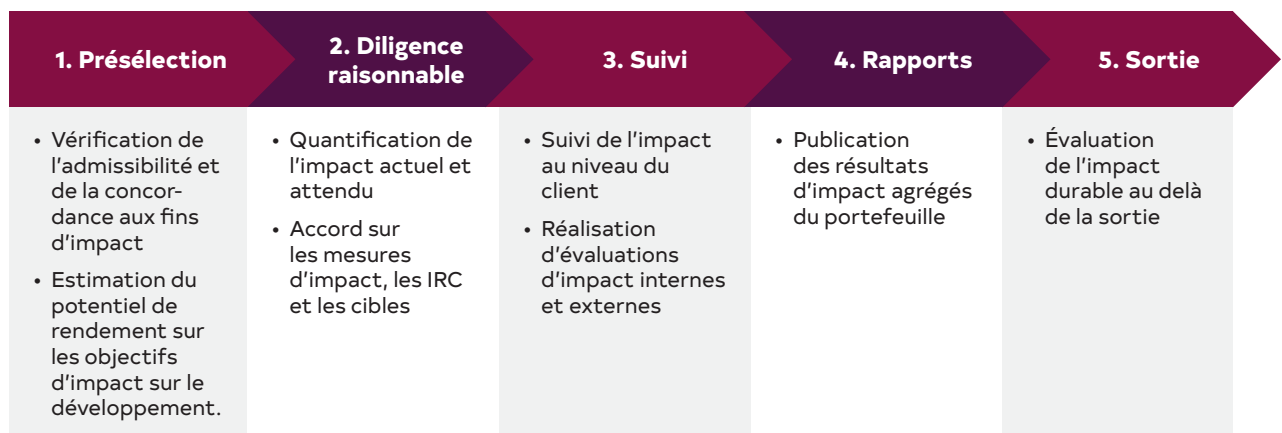 1. Présélection
2. Diligence
raisonnable
3. Suivi
4. Rapports
5. Sortie
• Vérification de
l'admissibilité et
de la concor-
dance aux fins
d'impact
• Estimation du
potentiel de
rendement sur
les objectifs
d'impact sur le
développement.
• Quantification de
l'impact actuel et
attendu
• Accord sur
les mesures
d'impact, les IRC
et les cibles
• Suivi de l'impact
au niveau du
client
• Réalisation
d'évaluations
d'impact internes
et externes
• Publication
des résultats
d'impact agrégés
du portefeuille
• Évaluation
de l'impact
durable au delà
de la sortie